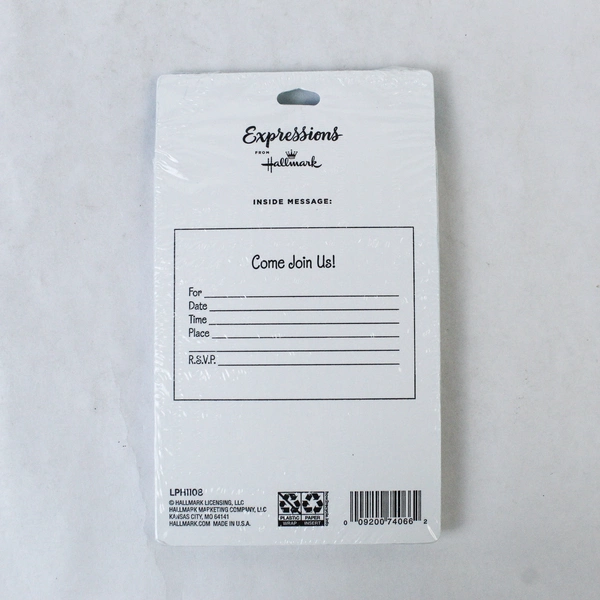 Expressions
FROM
Hallmark
INSIDE MESSAGE:
Come Join Us!
For
Date
Time
Place
R.S.V.P.
LPH1108
© HALLMARK LICENSING, LLC
HALLMARK MARKETING COMPANY, LLC
KANSAS CITY, MO 64141
HALLMARK.COM MADE IN U.S.A.
PLASTIC WRAP
PAPER INSERT
0 09200 74066 2